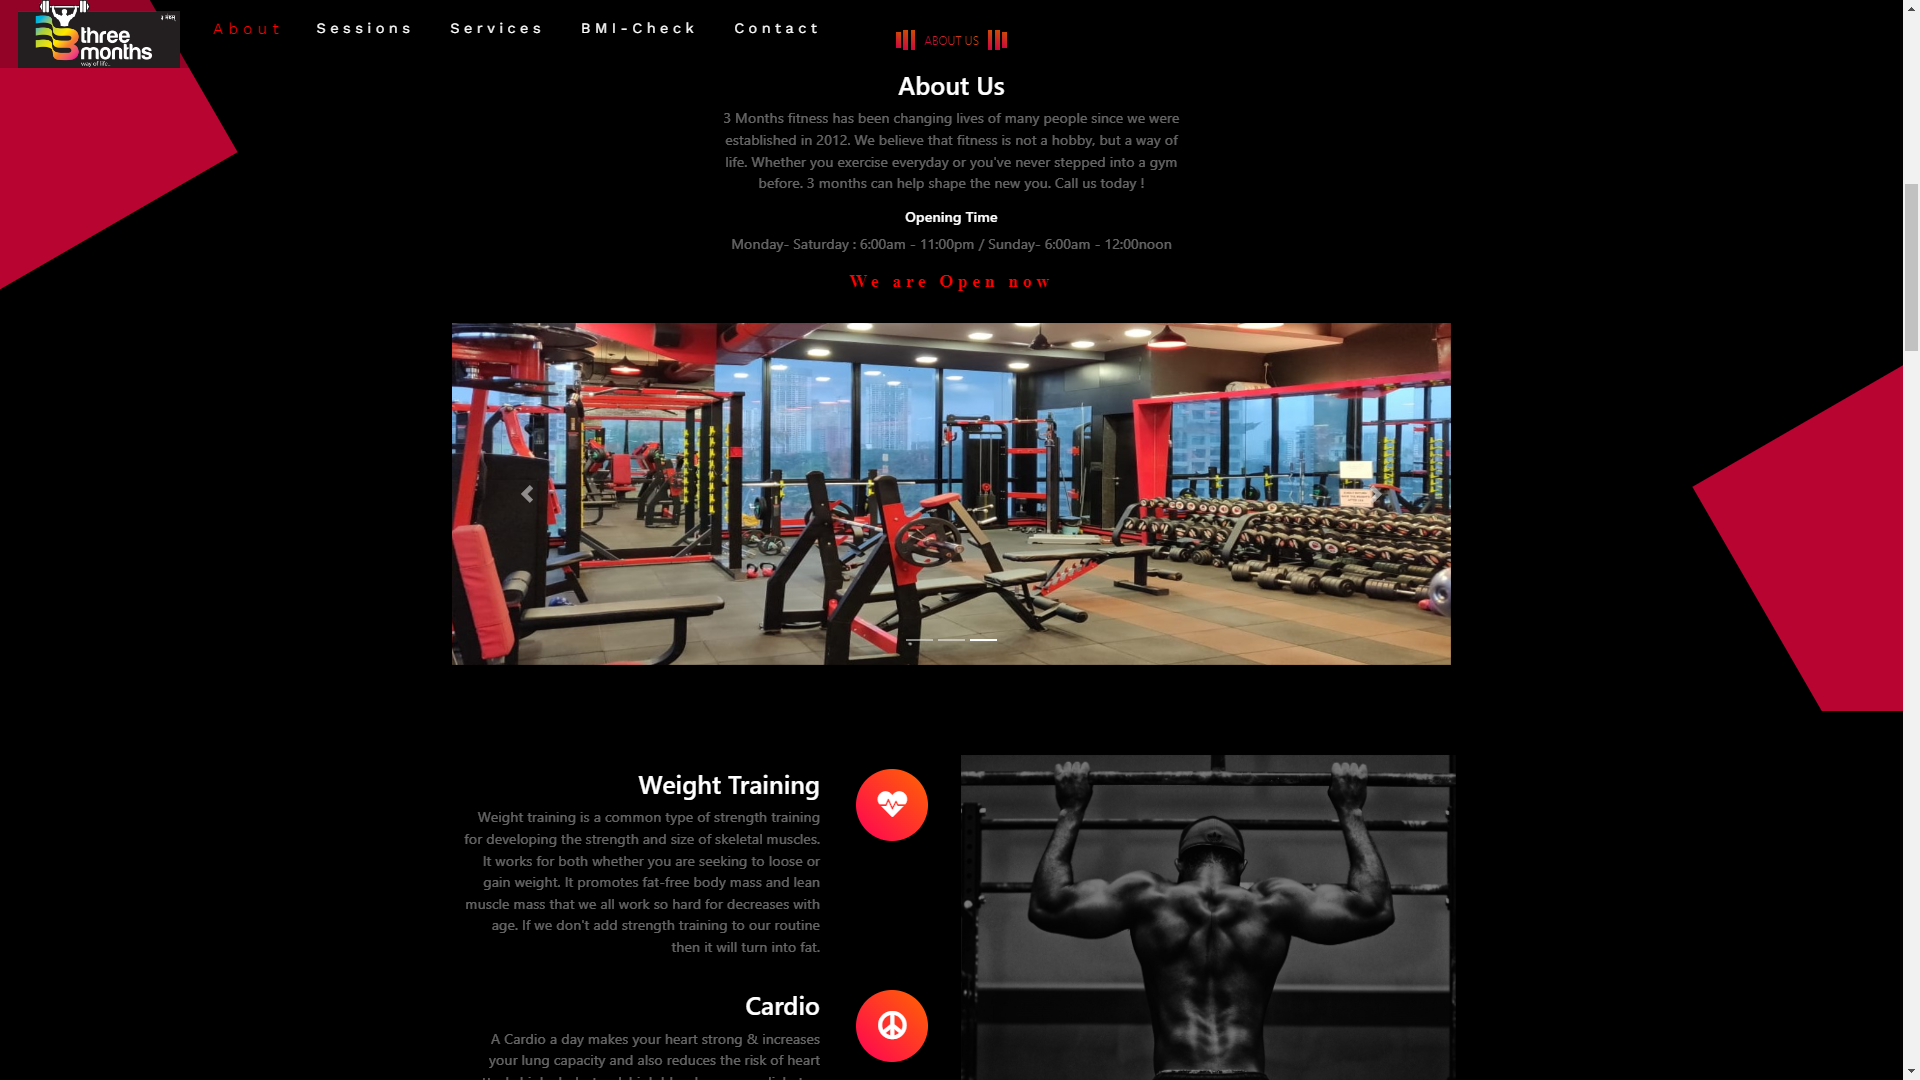 three
months
way of life..
About
Sessions
Services
BMI-Check
Contact
ABOUT US
About Us
3 Months fitness has been changing lives of many people since we were
established in 2012. We believe that fitness is not a hobby, but a way of
life. Whether you exercise everyday or you've never stepped into a gym
before. 3 months can help shape the new you. Call us today !
Opening Time
Monday- Saturday : 6:00am - 11:00pm / Sunday- 6:00am - 12:00noon
We are Open now
Weight Training
Weight training is a common type of strength training
for developing the strength and size of skeletal muscles.
It works for both whether you are seeking to loose or
gain weight. It promotes fat-free body mass and lean
muscle mass that we all work so hard for decreases with
age. If we don't add strength training to our routine
then it will turn into fat.
Cardio
A Cardio a day makes your heart strong & increases
your lung capacity and also reduces the risk of heart